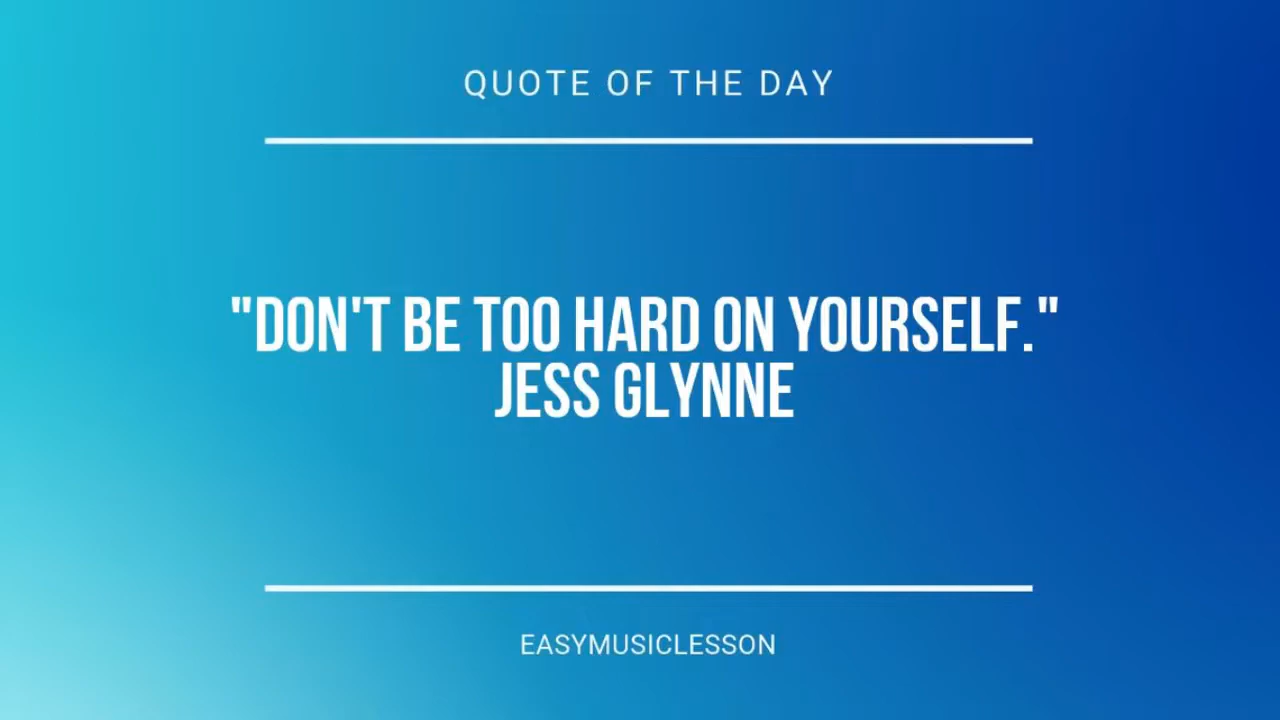 QUOTE OF THE DAY
"DON'T BE TOO HARD ON YOURSELF."
JESS GLYNNE
EASYMUSICLESSON